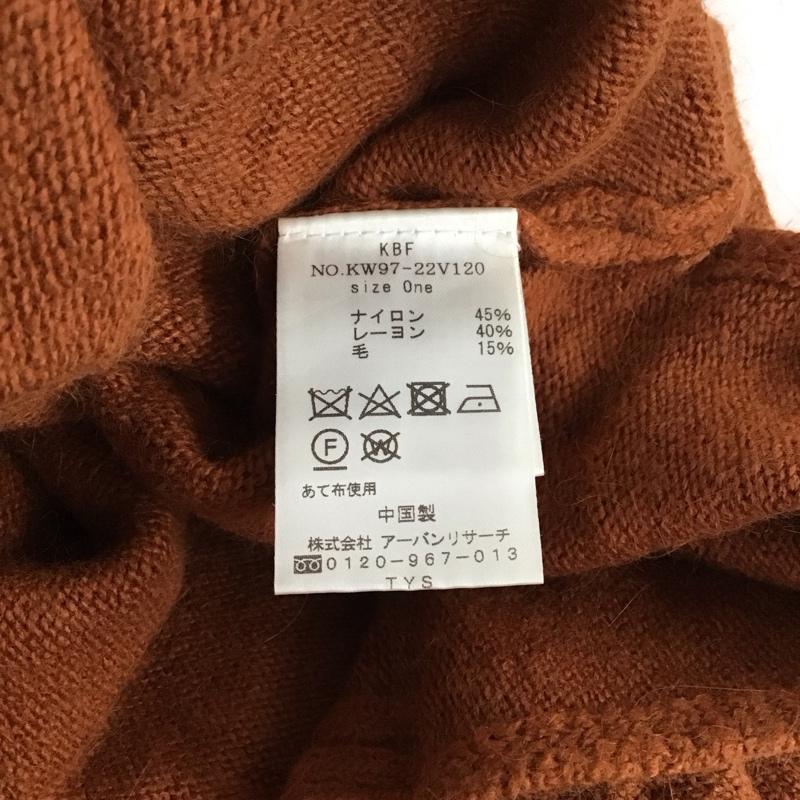 KBF
NO.KW97-22V120
size One
ナイロン 45%
レーヨン 40%
毛 15%
F W
あて布使用
中国製
株式会社 アーバンリサーチ
0120-967-013
TYS